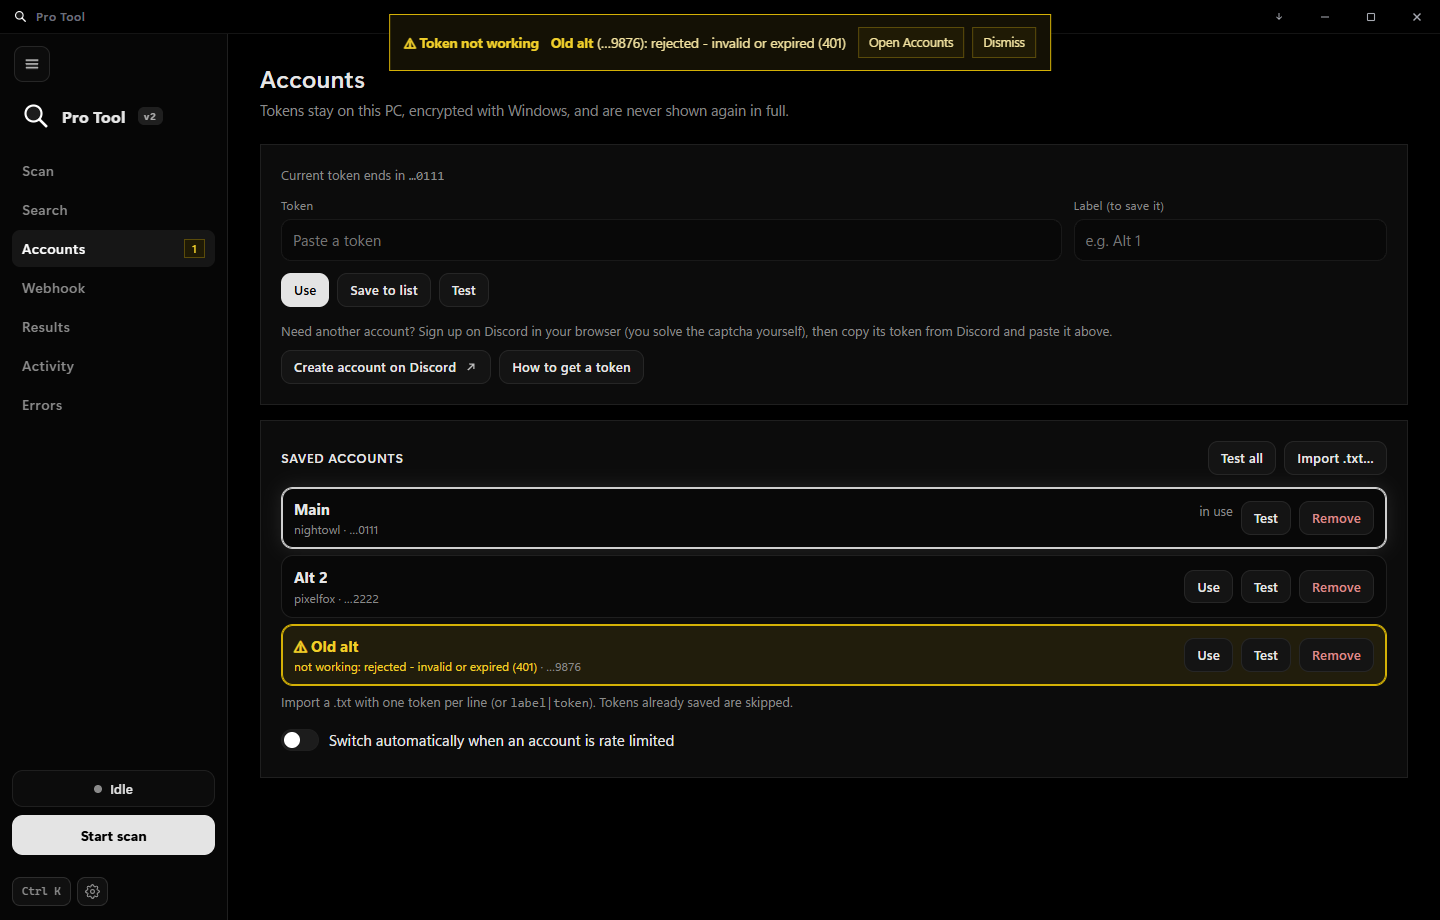 Pro Tool
⚠ Token not working Old alt (...9876): rejected - invalid or expired (401) Open Accounts Dismiss
Pro Tool v2
Scan
Search
Accounts 1
Webhook
Results
Activity
Errors
Idle
Start scan
Ctrl K
Accounts
Tokens stay on this PC, encrypted with Windows, and are never shown again in full.
Current token ends in …0111
Token
Label (to save it)
Paste a token
e.g. Alt 1
Use Save to list Test
Need another account? Sign up on Discord in your browser (you solve the captcha yourself), then copy its token from Discord and paste it above.
Create account on Discord ↗ How to get a token
SAVED ACCOUNTS
Test all Import .txt...
Main
nightowl · ...0111
in use Test Remove
Alt 2
pixelfox · ...2222
Use Test Remove
⚠ Old alt
not working: rejected - invalid or expired (401) · ...9876
Use Test Remove
Import a .txt with one token per line (or label|token). Tokens already saved are skipped.
Switch automatically when an account is rate limited